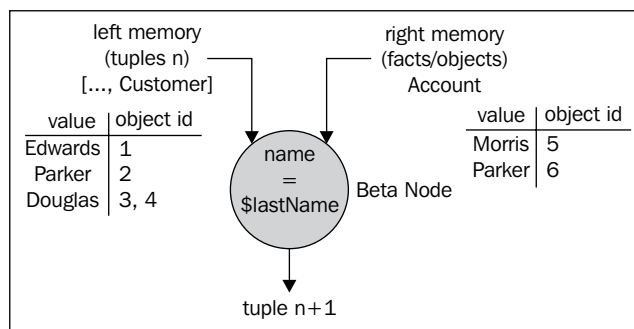 left memory
(tuples n)
[..., Customer]
right memory
(facts/objects)
Account
value object id
Edwards 1
Parker 2
Douglas 3, 4
value object id
Morris 5
Parker 6
name
=
$lastName
Beta Node
tuple n+1